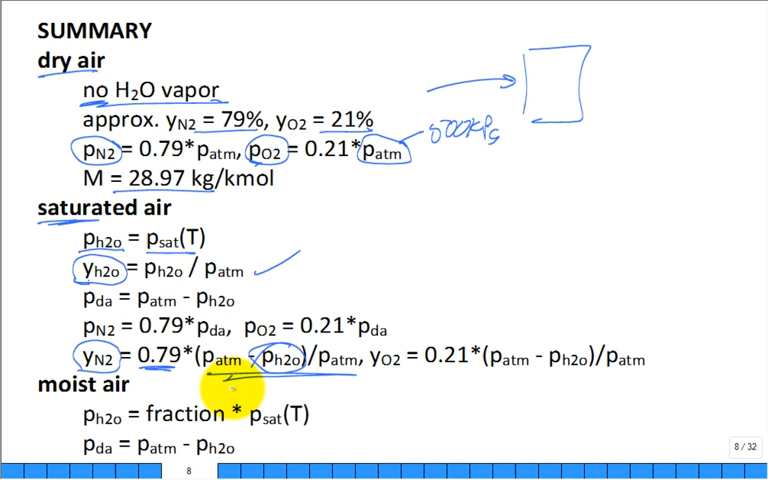 SUMMARY
dry air
no H2O vapor
approx. yN2 = 79%, yO2 = 21%
pN2 = 0.79*patm, pO2 = 0.21*patm
M = 28.97 kg/kmol
saturated air
ph2o = psat(T)
yh2o = ph2o / patm
pda = patm - ph2o
pN2 = 0.79*pda, pO2 = 0.21*pda
yN2 = 0.79*(patm - ph2o)/patm, yO2 = 0.21*(patm - ph2o)/patm
moist air
ph2o = fraction * psat(T)
pda = patm - ph2o
8
8 / 32